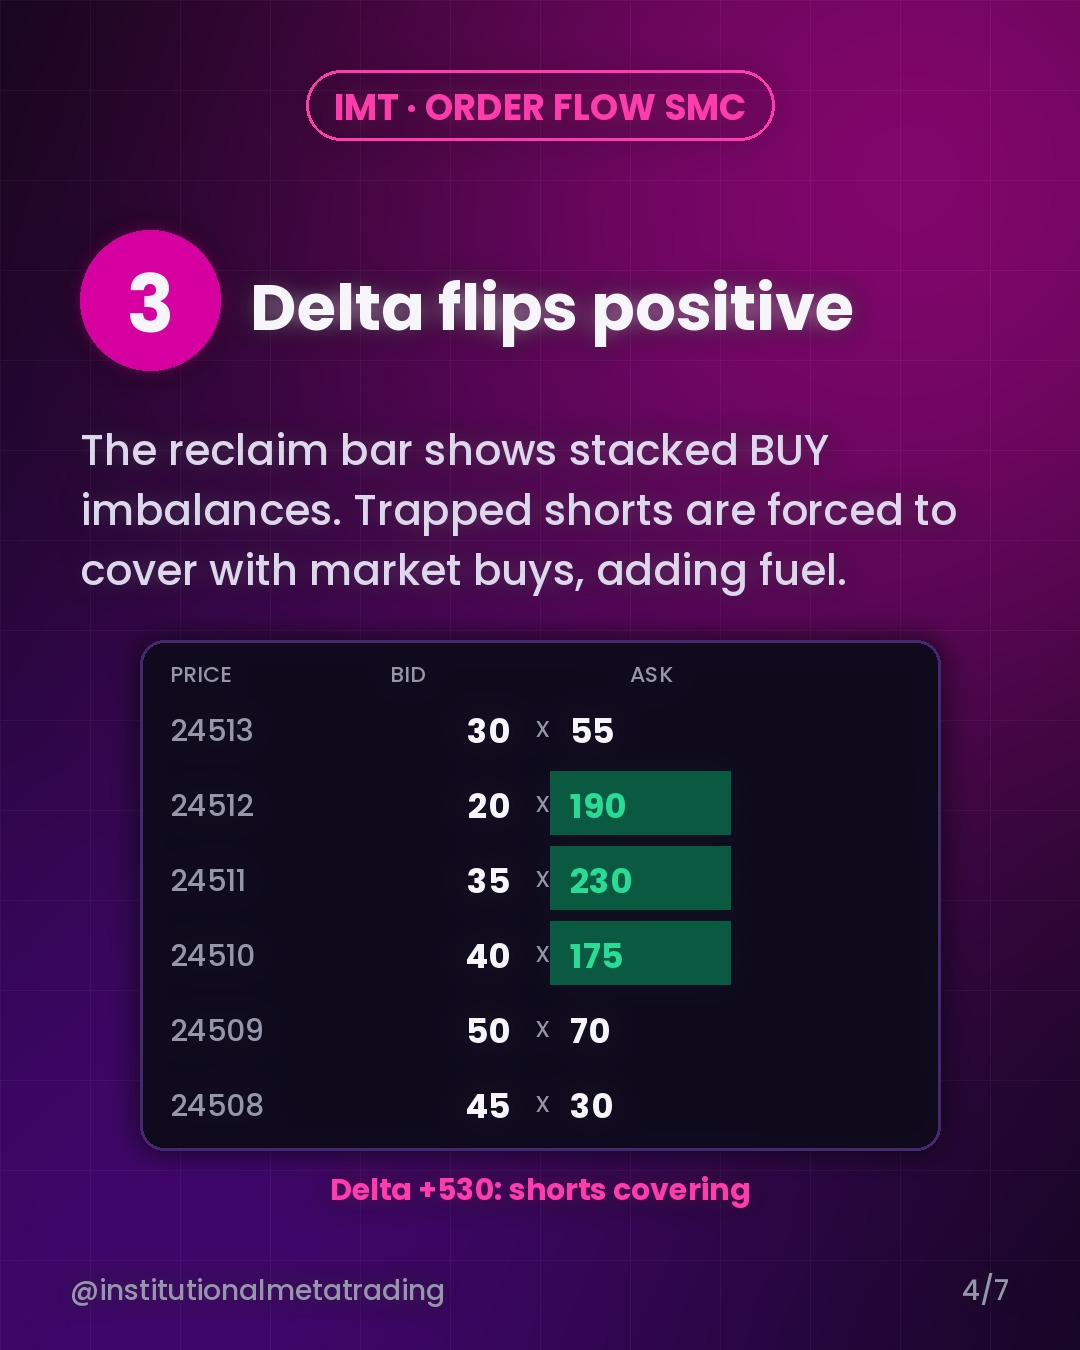 IMT · ORDER FLOW SMC
3 Delta flips positive
The reclaim bar shows stacked BUY
imbalances. Trapped shorts are forced to
cover with market buys, adding fuel.
PRICE BID ASK
24513 30 X 55
24512 20 X 190
24511 35 X 230
24510 40 X 175
24509 50 X 70
24508 45 X 30
Delta +530: shorts covering
@institutionalmetatrading 4/7